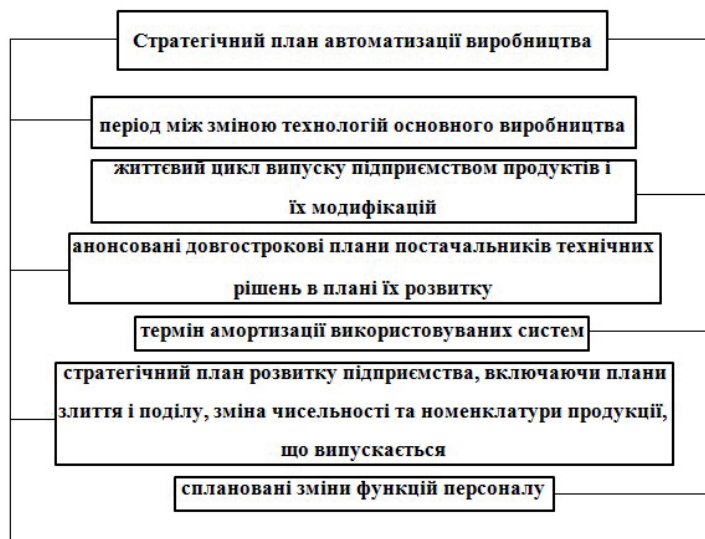 Стратегічний план автоматизації виробництва
період між зміною технологій основного виробництва
життєвий цикл випуску підприємством продуктів і
їх модифікацій
анонсовані довгострокові плани постачальників технічних
рішень в плані їх розвитку
термін амортизації використовуваних систем
стратегічний план розвитку підприємства, включаючи плани
злиття і поділу, зміна чисельності та номенклатури продукції,
що випускається
сплановані зміни функцій персоналу